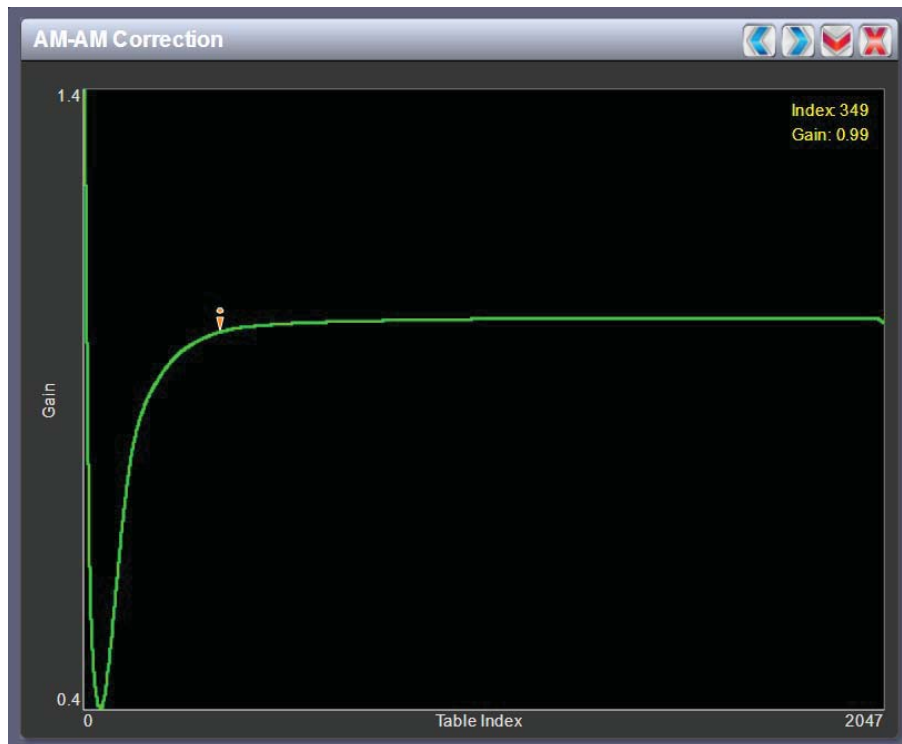 AM-AM Correction
1.4
Index: 349
Gain: 0.99
Gain
0.4
0
Table Index
2047